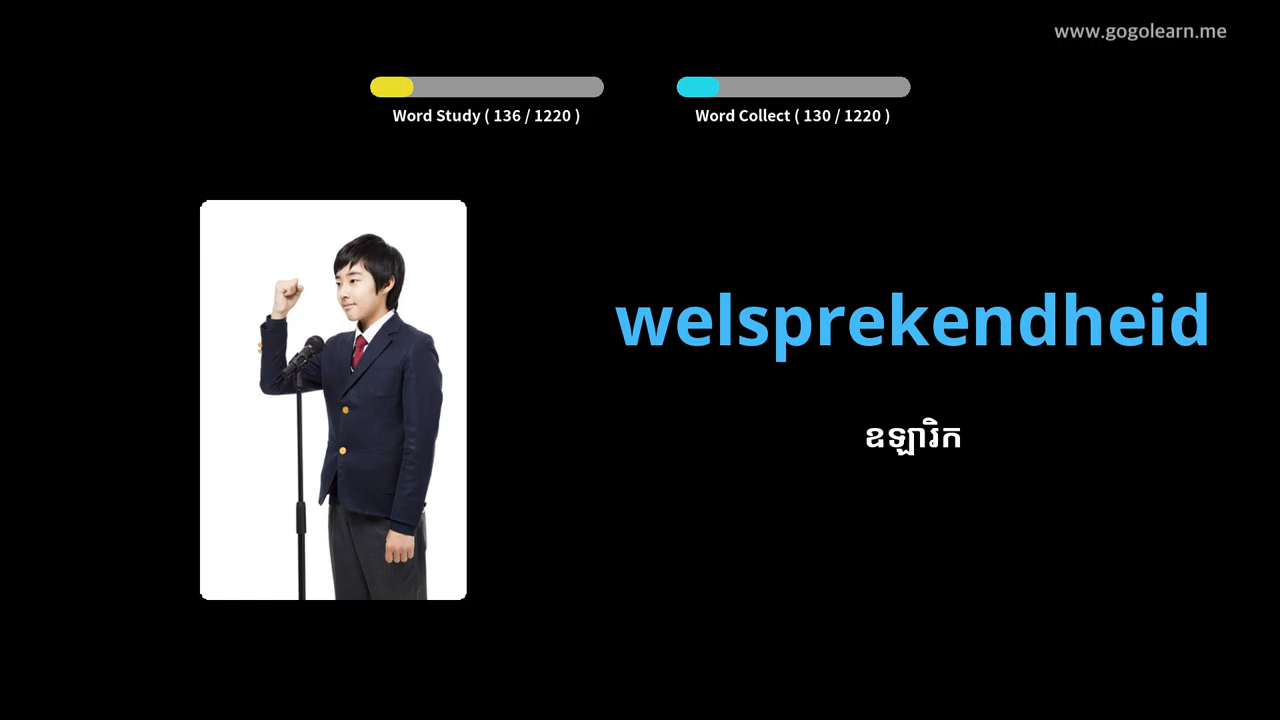 www.gogolearn.me
Word Study ( 136 / 1220 )
Word Collect ( 130 / 1220 )
welsprekendheid
ឧឡារិក